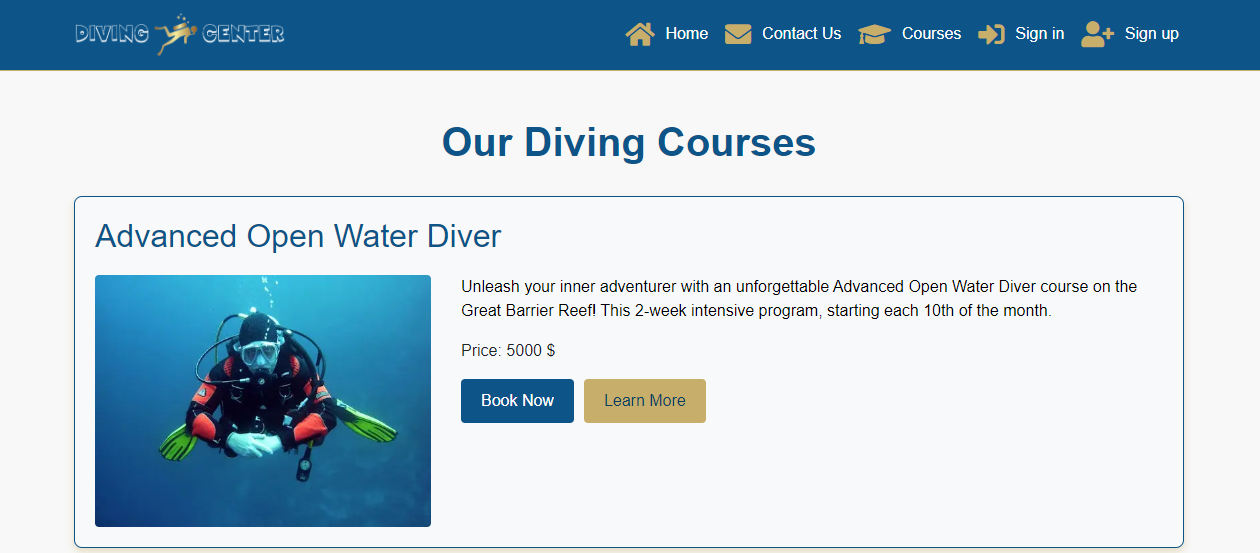 DIVING CENTER
Home Contact Us Courses Sign in Sign up
Our Diving Courses
Advanced Open Water Diver
Unleash your inner adventurer with an unforgettable Advanced Open Water Diver course on the
Great Barrier Reef! This 2-week intensive program, starting each 10th of the month.
Price: 5000 $
Book Now Learn More